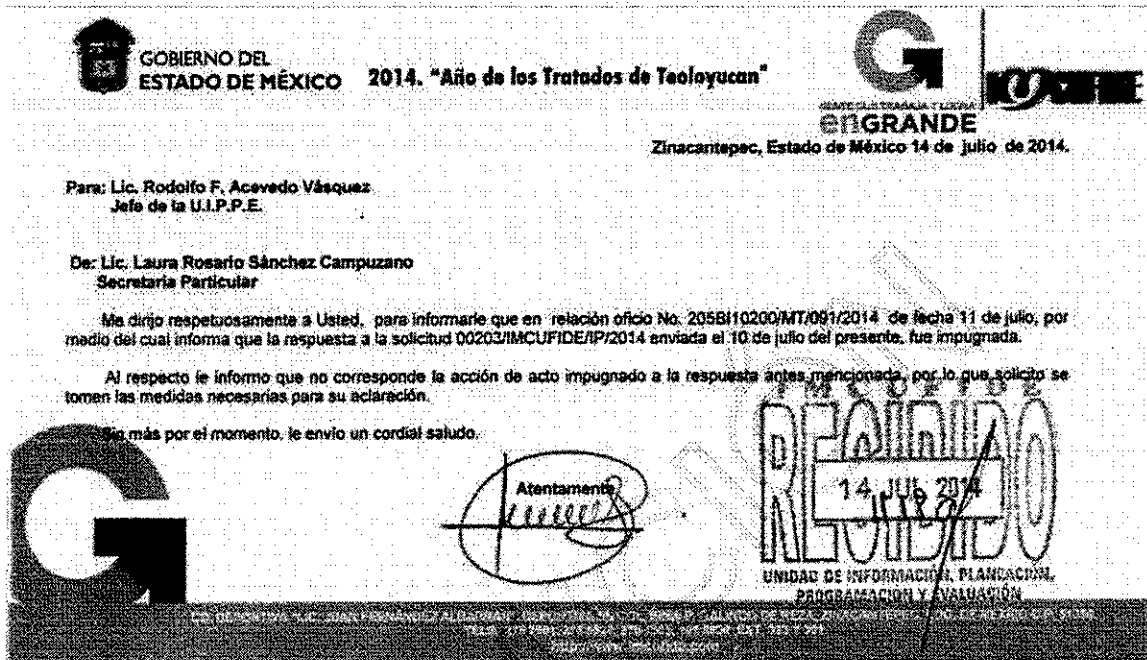 GOBIERNO DEL
ESTADO DE MÉXICO
2014. "Año de los Tratados de Teoloyucan"
GENTE QUE TRABAJA Y LOGRA
enGRANDE
Zinacantepec, Estado de México 14 de julio de 2014.
Para: Lic. Rodolfo F. Acevedo Vásquez
Jefe de la U.I.P.P.E.
De: Lic. Laura Rosario Sánchez Campuzano
Secretaria Particular
Me dirijo respetuosamente a Usted, para informarle que en relación oficio No. 205BI10200/MT/091/2014 de fecha 11 de julio, por
medio del cual informa que la respuesta a la solicitud 00203/IMCUFIDE/IP/2014 enviada el 10 de julio del presente, fue impugnada.
Al respecto le informo que no corresponde la acción de acto impugnado a la respuesta antes mencionada, por lo que solicito se
tomen las medidas necesarias para su aclaración.
Sin más por el momento, le envío un cordial saludo.
Atentamente
IMCUFIDE
RECIBIDO
14 JUL 2014
UNIDAD DE INFORMACIÓN, PLANEACIÓN,
PROGRAMACIÓN Y EVALUACIÓN